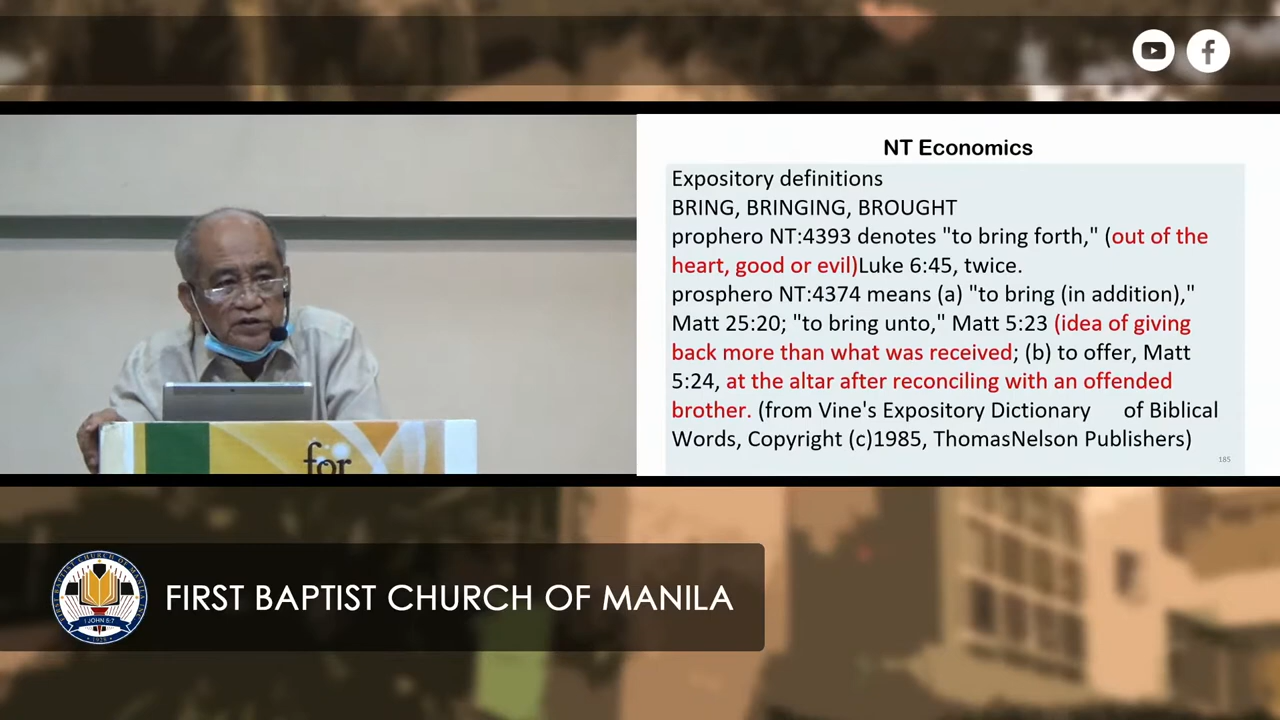 NT Economics
Expository definitions
BRING, BRINGING, BROUGHT
prophero NT:4393 denotes "to bring forth," (out of the
heart, good or evil)Luke 6:45, twice.
prosphero NT:4374 means (a) "to bring (in addition),"
Matt 25:20; "to bring unto," Matt 5:23 (idea of giving
back more than what was received; (b) to offer, Matt
5:24, at the altar after reconciling with an offended
brother. (from Vine's Expository Dictionary of Biblical
Words, Copyright (c)1985, ThomasNelson Publishers)
185
for
FIRST BAPTIST CHURCH OF MANILA
I JOHN 5:7